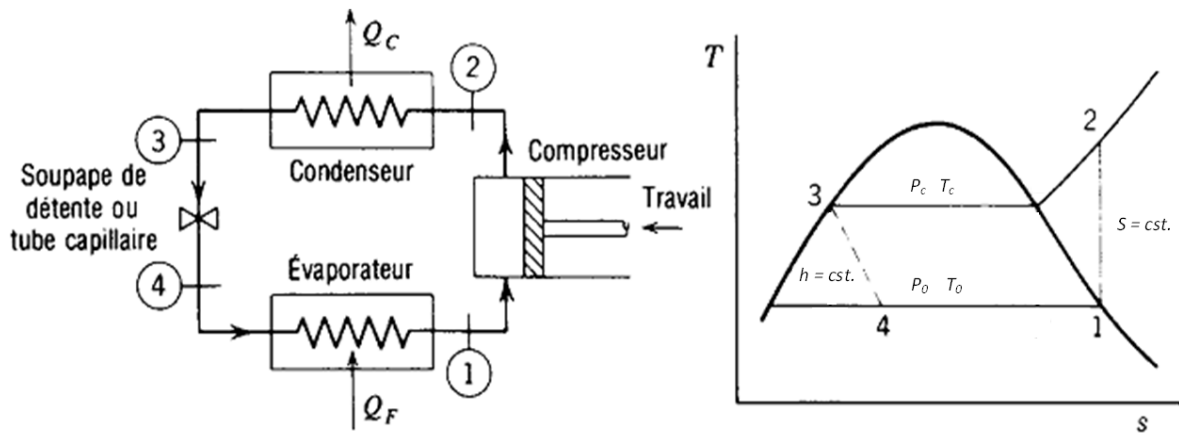 Q_C
2
3
Condenseur
Compresseur
Soupape de
détente ou
tube capillaire
Travail
4
Évaporateur
1
Q_F
T
2
3
P_c T_c
S = cst.
h = cst.
P_0 T_0
4
1
s